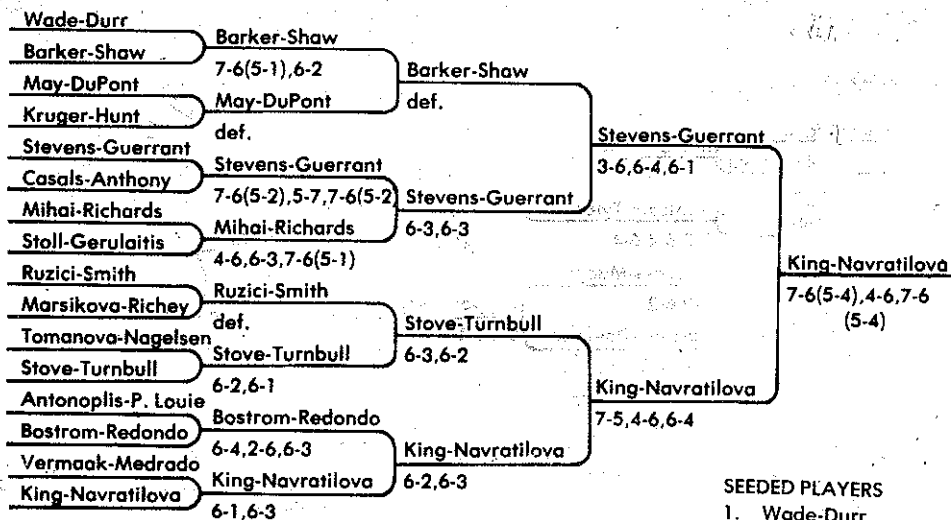 Wade-Durr
Barker-Shaw
May-DuPont
Kruger-Hunt
Stevens-Guerrant
Casals-Anthony
Mihai-Richards
Stoll-Gerulaitis
Ruzici-Smith
Marsikova-Richey
Tomanova-Nagelsen
Stove-Turnbull
Antonoplis-P. Louie
Bostrom-Redondo
Vermaak-Medrado
King-Navratilova
Barker-Shaw
7-6(5-1),6-2
May-DuPont
def.
Stevens-Guerrant
7-6(5-2),5-7,7-6(5-2)
Mihai-Richards
4-6,6-3,7-6(5-1)
Ruzici-Smith
def.
Stove-Turnbull
6-2,6-1
Bostrom-Redondo
6-4,2-6,6-3
King-Navratilova
6-1,6-3
Barker-Shaw
def.
Stevens-Guerrant
6-3,6-3
Stove-Turnbull
6-3,6-2
King-Navratilova
6-2,6-3
Stevens-Guerrant
3-6,6-4,6-1
King-Navratilova
7-5,4-6,6-4
King-Navratilova
7-6(5-4),4-6,7-6
(5-4)
SEEDED PLAYERS
1. Wade-Durr